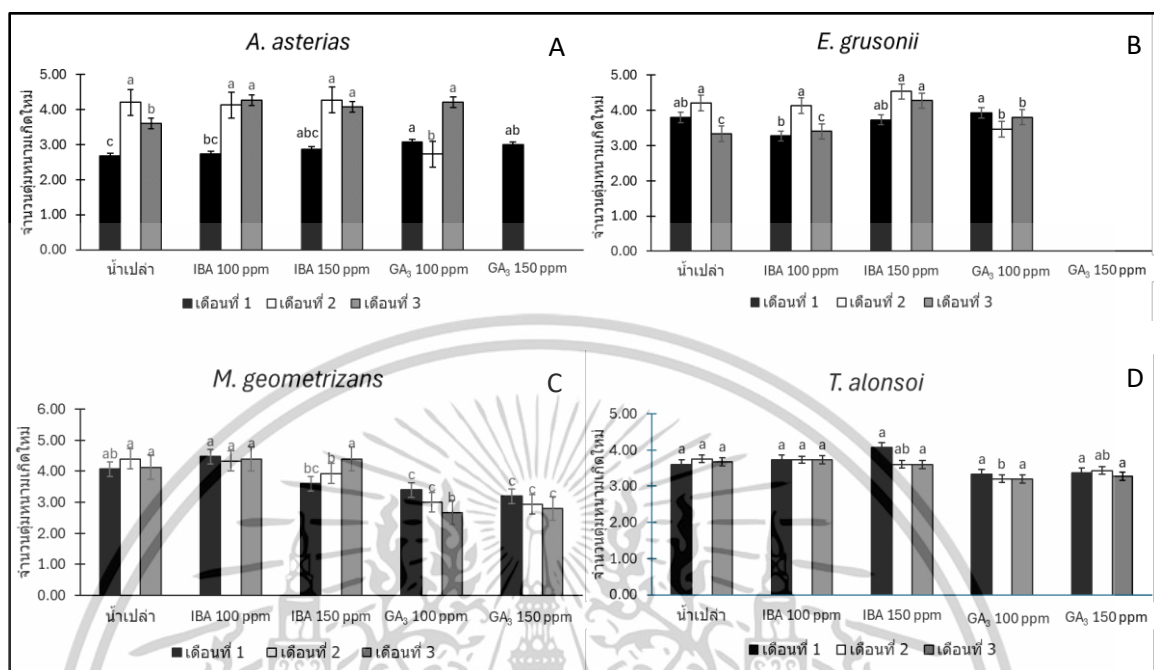 A. asterias
A
จำนวนตุ่มหนามเกิดใหม่
5.00
4.00
3.00
2.00
1.00
0.00
c a b
bc a a
abc a a
a b a
ab
น้ำเปล่า IBA 100 ppm IBA 150 ppm GA₃ 100 ppm GA₃ 150 ppm
เดือนที่ 1 เดือนที่ 2 เดือนที่ 3
E. grusonii
B
จำนวนตุ่มหนามเกิดใหม่
5.00
4.00
3.00
2.00
1.00
0.00
ab a c
b a c
ab a a
a b b
น้ำเปล่า IBA 100 ppm IBA 150 ppm GA₃ 100 ppm GA₃ 150 ppm
เดือนที่ 1 เดือนที่ 2 เดือนที่ 3
M. geometrizans
C
จำนวนตุ่มหนามเกิดใหม่
6.00
5.00
4.00
3.00
2.00
1.00
0.00
ab a a
a a a
bc b a
c c b
c c c
น้ำเปล่า IBA 100 ppm IBA 150 ppm GA₃ 100 ppm GA₃ 150 ppm
เดือนที่ 1 เดือนที่ 2 เดือนที่ 3
T. alonsoi
D
จำนวนตุ่มหนามเกิดใหม่
5.00
4.00
3.00
2.00
1.00
0.00
a a a
a a a
a ab a
a b a
a ab a
น้ำเปล่า IBA 100 ppm IBA 150 ppm GA₃ 100 ppm GA₃ 150 ppm
เดือนที่ 1 เดือนที่ 2 เดือนที่ 3